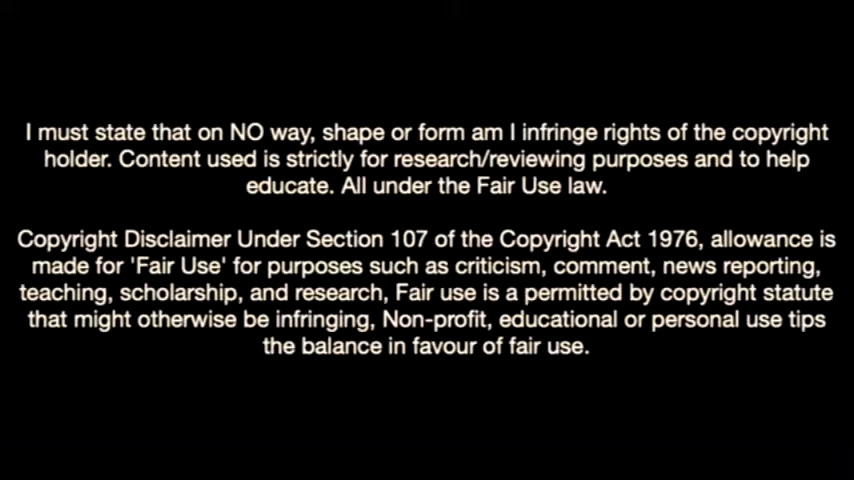 I must state that on NO way, shape or form am I infringe rights of the copyright
holder. Content used is strictly for research/reviewing purposes and to help
educate. All under the Fair Use law.
Copyright Disclaimer Under Section 107 of the Copyright Act 1976, allowance is
made for 'Fair Use' for purposes such as criticism, comment, news reporting,
teaching, scholarship, and research, Fair use is a permitted by copyright statute
that might otherwise be infringing, Non-profit, educational or personal use tips
the balance in favour of fair use.